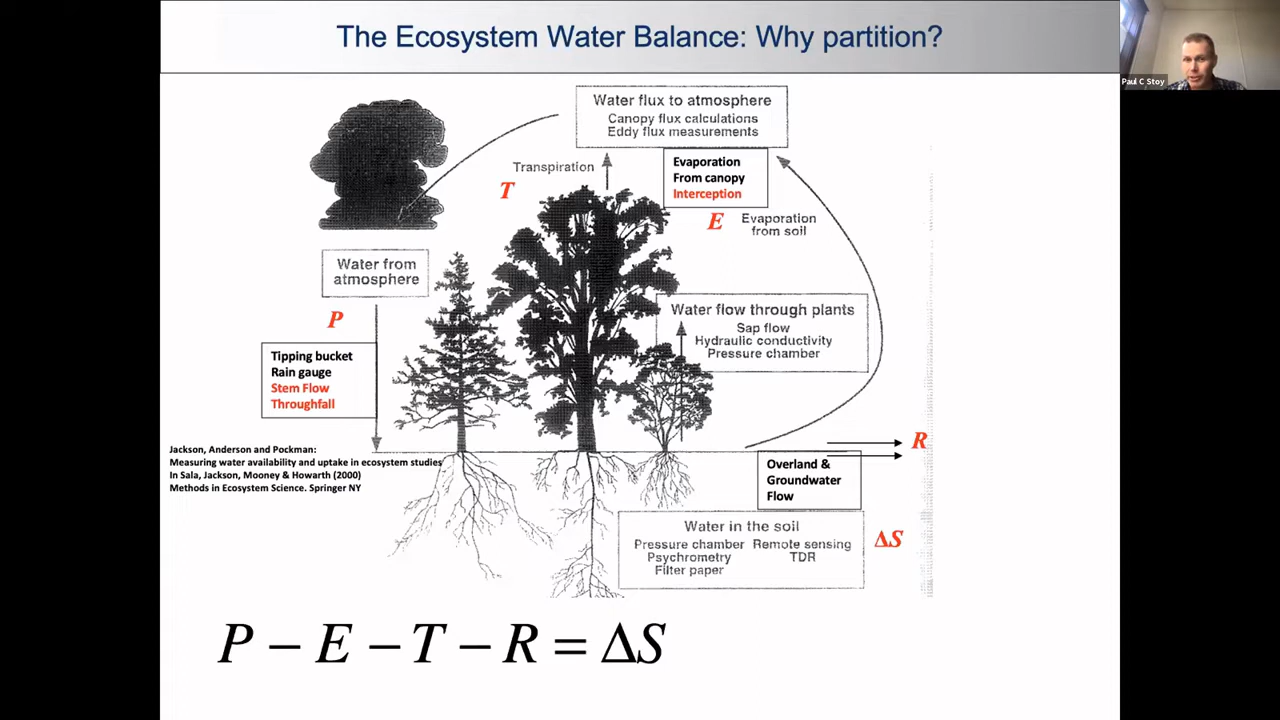 The Ecosystem Water Balance: Why partition?
Paul C Stoy
Water flux to atmosphere
Canopy flux calculations
Eddy flux measurements
Transpiration
T
Evaporation
From canopy
Interception
E
Evaporation
from soil
Water from
atmosphere
P
Tipping bucket
Rain gauge
Stem Flow
Throughfall
Water flow through plants
Sap flow
Hydraulic conductivity
Pressure chamber
R
Jackson, Anderson and Pockman:
Measuring water availability and uptake in ecosystem studies
In Sala, Jackson, Mooney & Howarth (2000)
Methods in Ecosystem Science. Springer NY
Overland &
Groundwater
Flow
Water in the soil
Pressure chamber Remote sensing
Psychrometry TDR
Filter paper
ΔS
P − E − T − R = ΔS